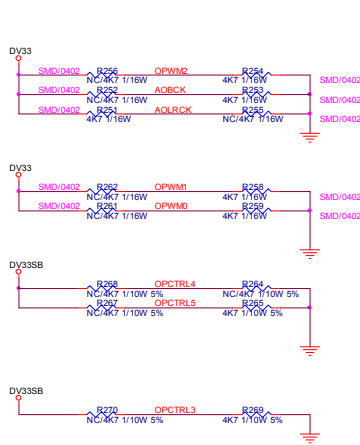 DV33
SMD/0402 R256 OPWM2 R254
NC/4K7 1/16W 4K7 1/16W SMD/0402
SMD/0402 R252 AOBCK R253
NC/4K7 1/16W 4K7 1/16W SMD/0402
SMD/0402 R251 AOLRCK R255
4K7 1/16W NC/4K7 1/16W SMD/0402
DV33
SMD/0402 R262 OPWM1 R258
NC/4K7 1/16W 4K7 1/16W SMD/0402
SMD/0402 R261 OPWM0 R259
NC/4K7 1/16W 4K7 1/16W SMD/0402
DV33SB
R268 OPCTRL4 R264
NC/4K7 1/10W 5% NC/4K7 1/10W 5%
R267 OPCTRL5 R265
NC/4K7 1/10W 5% 4K7 1/10W 5%
DV33SB
R270 OPCTRL3 R269
NC/4K7 1/10W 5% 4K7 1/10W 5%